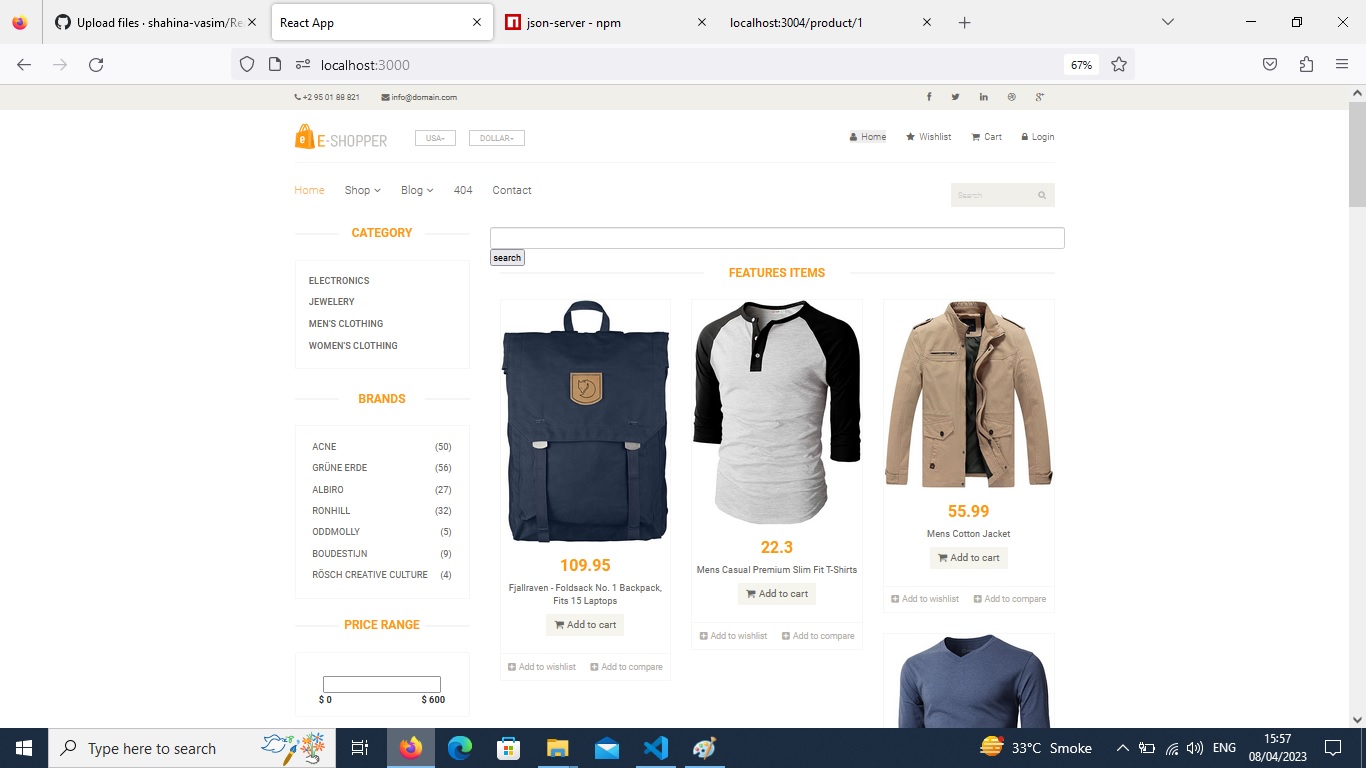 Upload files · shahina-vasim/Re
React App
json-server - npm
localhost:3004/product/1
localhost:3000
67%
+2 95 01 88 821
info@domain.com
E-SHOPPER
USA
DOLLAR
Home
Wishlist
Cart
Login
Home
Shop
Blog
404
Contact
Search
CATEGORY
ELECTRONICS
JEWELERY
MEN'S CLOTHING
WOMEN'S CLOTHING
BRANDS
ACNE (50)
GRÜNE ERDE (56)
ALBIRO (27)
RONHILL (32)
ODDMOLLY (5)
BOUDESTIJN (9)
RÖSCH CREATIVE CULTURE (4)
PRICE RANGE
$ 0 $ 600
search
FEATURES ITEMS
109.95
Fjallraven - Foldsack No. 1 Backpack,
Fits 15 Laptops
Add to cart
Add to wishlist
Add to compare
22.3
Mens Casual Premium Slim Fit T-Shirts
Add to cart
Add to wishlist
Add to compare
55.99
Mens Cotton Jacket
Add to cart
Add to wishlist
Add to compare
Type here to search
33°C Smoke
ENG
15:57
08/04/2023